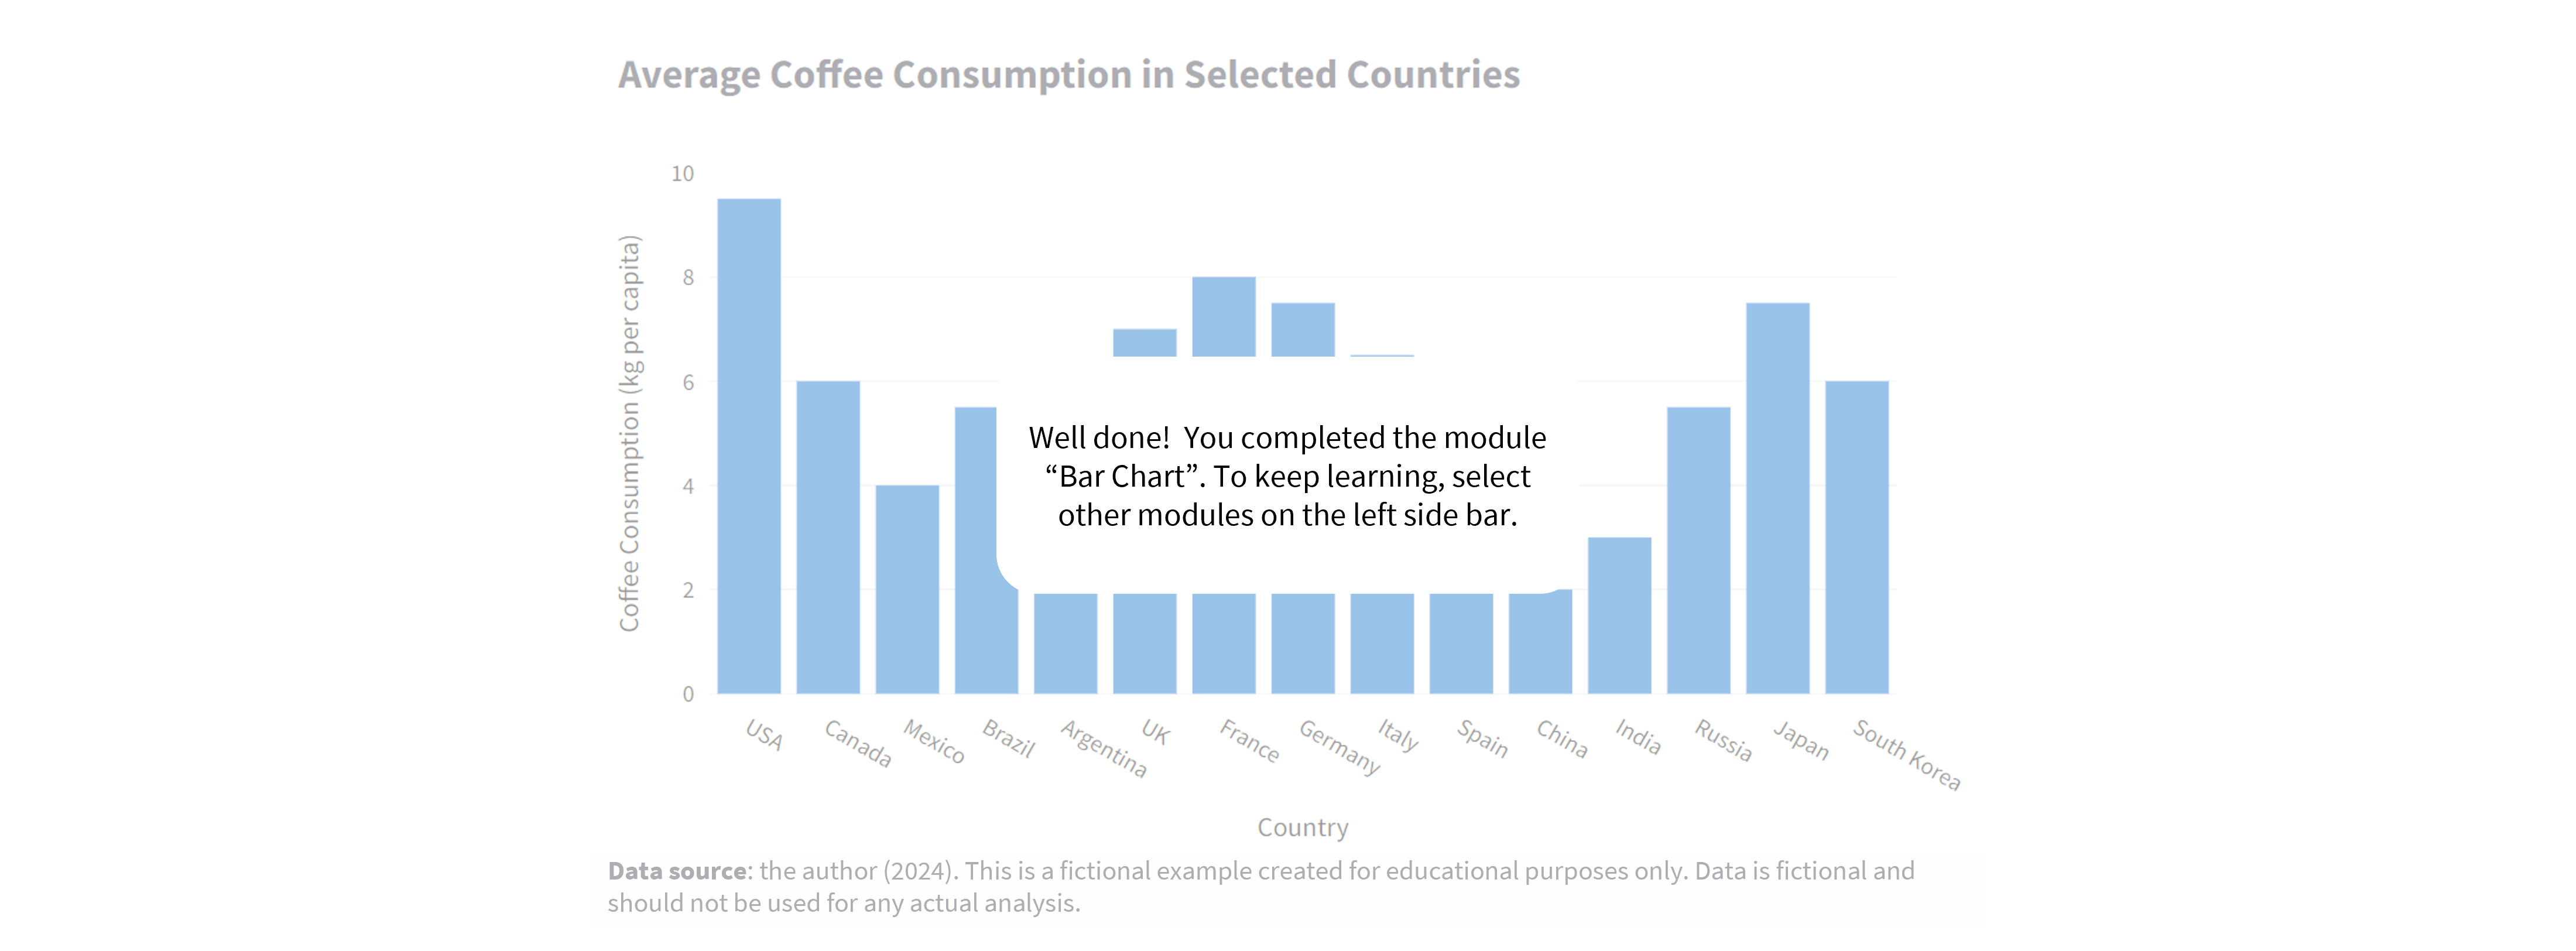 Average Coffee Consumption in Selected Countries
Coffee Consumption (kg per capita)
10
8
6
4
2
0
Well done!  You completed the module
“Bar Chart”. To keep learning, select
other modules on the left side bar.
USA
Canada
Mexico
Brazil
Argentina
UK
France
Germany
Italy
Spain
China
India
Russia
Japan
South Korea
Country
Data source: the author (2024). This is a fictional example created for educational purposes only. Data is fictional and
should not be used for any actual analysis.